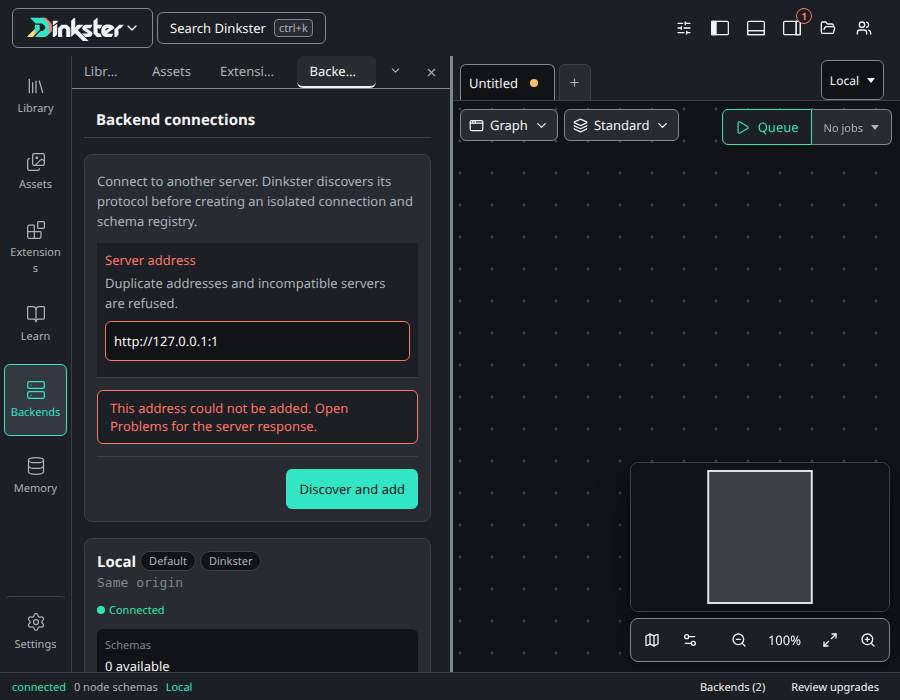 Dinkster
Search Dinkster ctrl+k
1
Libr...
Assets
Extensi...
Backe...
Untitled
Local
Library
Assets
Extension
s
Learn
Backends
Memory
Settings
Backend connections
Connect to another server. Dinkster discovers its
protocol before creating an isolated connection and
schema registry.
Server address
Duplicate addresses and incompatible servers
are refused.
http://127.0.0.1:1
This address could not be added. Open
Problems for the server response.
Discover and add
Local Default Dinkster
Same origin
Connected
Schemas
0 available
Graph
Standard
Queue
No jobs
100%
connected 0 node schemas Local
Backends (2)
Review upgrades